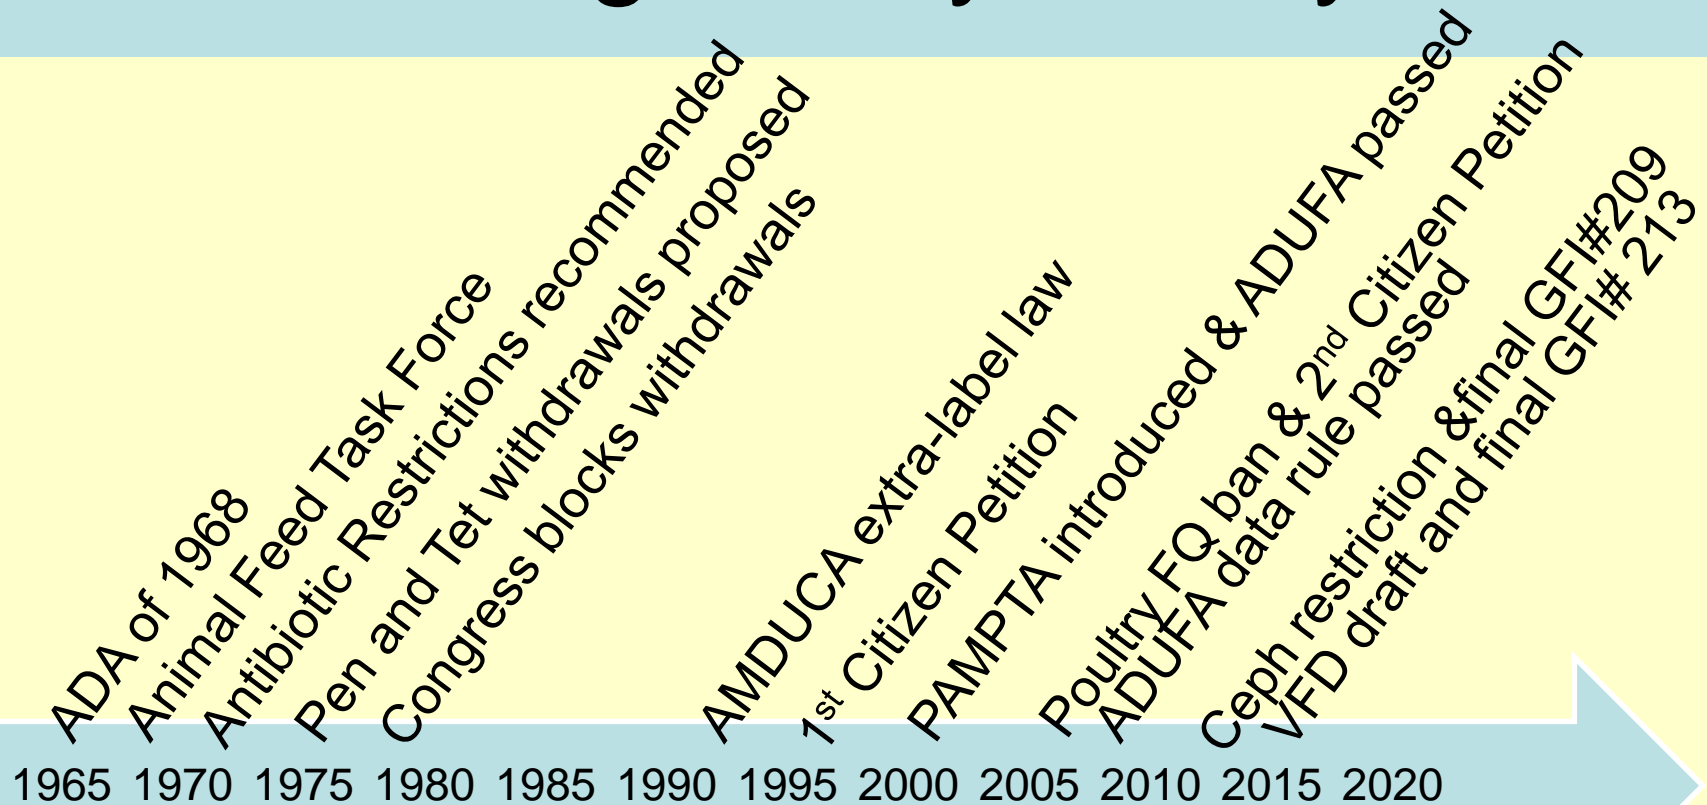 ADA of 1968
Animal Feed Task Force
Antibiotic Restrictions recommended
Pen and Tet withdrawals proposed
Congress blocks withdrawals
AMDUCA extra-label law
1st Citizen Petition
PAMPTA introduced & ADUFA passed
Poultry FQ ban & 2nd Citizen Petition
ADUFA data rule passed
Ceph restriction &final GFI#209
VFD draft and final GFI# 213
1965 1970 1975 1980 1985 1990 1995 2000 2005 2010 2015 2020